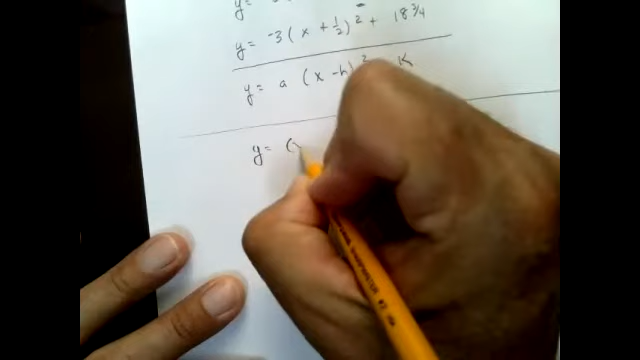 y=
y= -3(x + 1/2)² + 18 3/4
y= a (x -h)² K
y= (